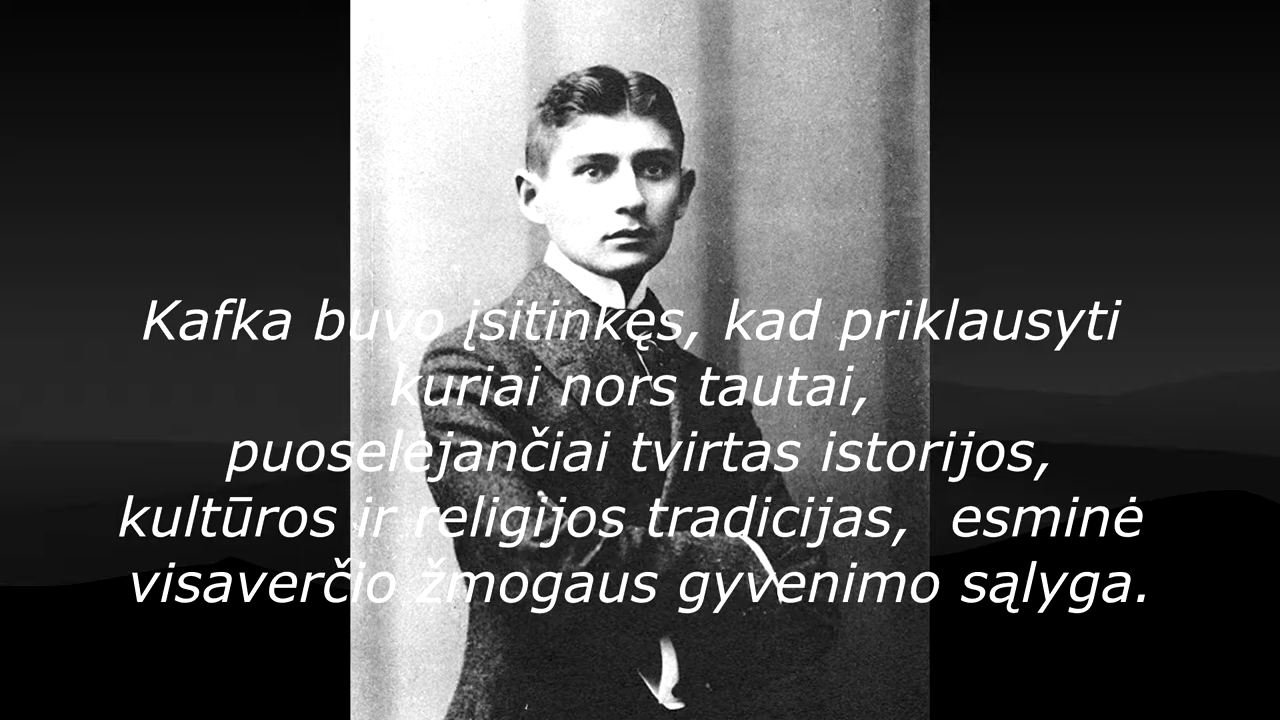 Kafka buvo įsitinkęs, kad priklausyti
kuriai nors tautai,
puoselėjančiai tvirtas istorijos,
kultūros ir religijos tradicijas,  esminė
visaverčio žmogaus gyvenimo sąlyga.